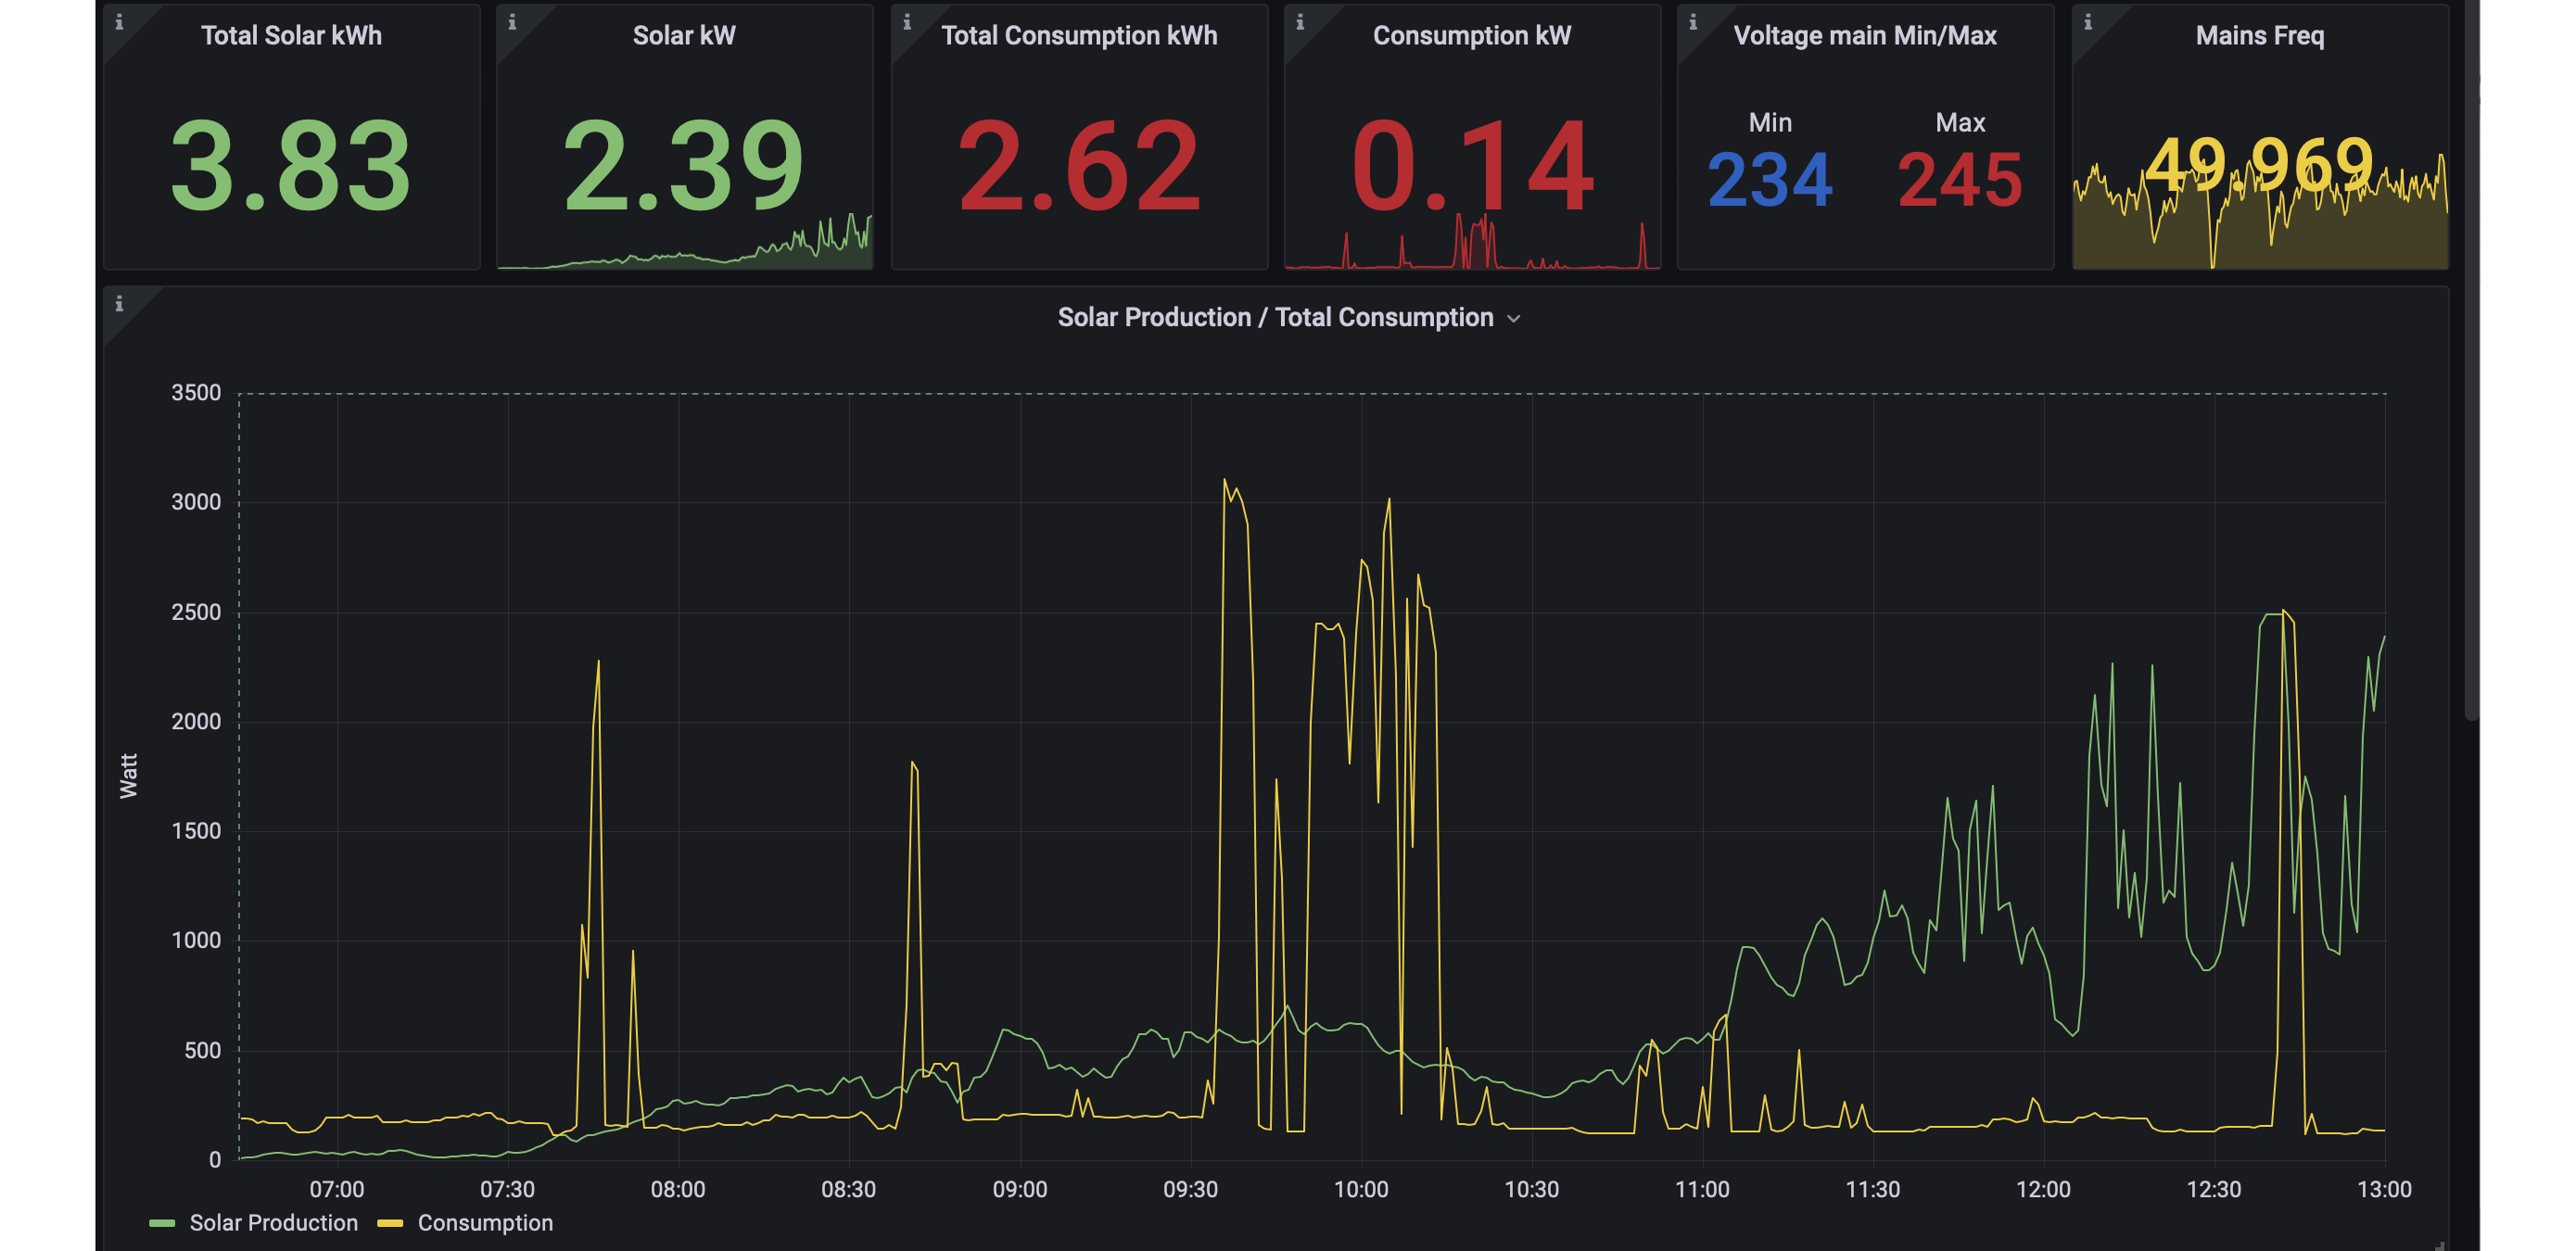 Total Solar kWh
3.83
Solar kW
2.39
Total Consumption kWh
2.62
Consumption kW
0.14
Voltage main Min/Max
Min Max
234 245
Mains Freq
49.969
Solar Production / Total Consumption
3500
3000
2500
2000
1500
1000
500
0
Watt
07:00 07:30 08:00 08:30 09:00 09:30 10:00 10:30 11:00 11:30 12:00 12:30 13:00
Solar Production Consumption